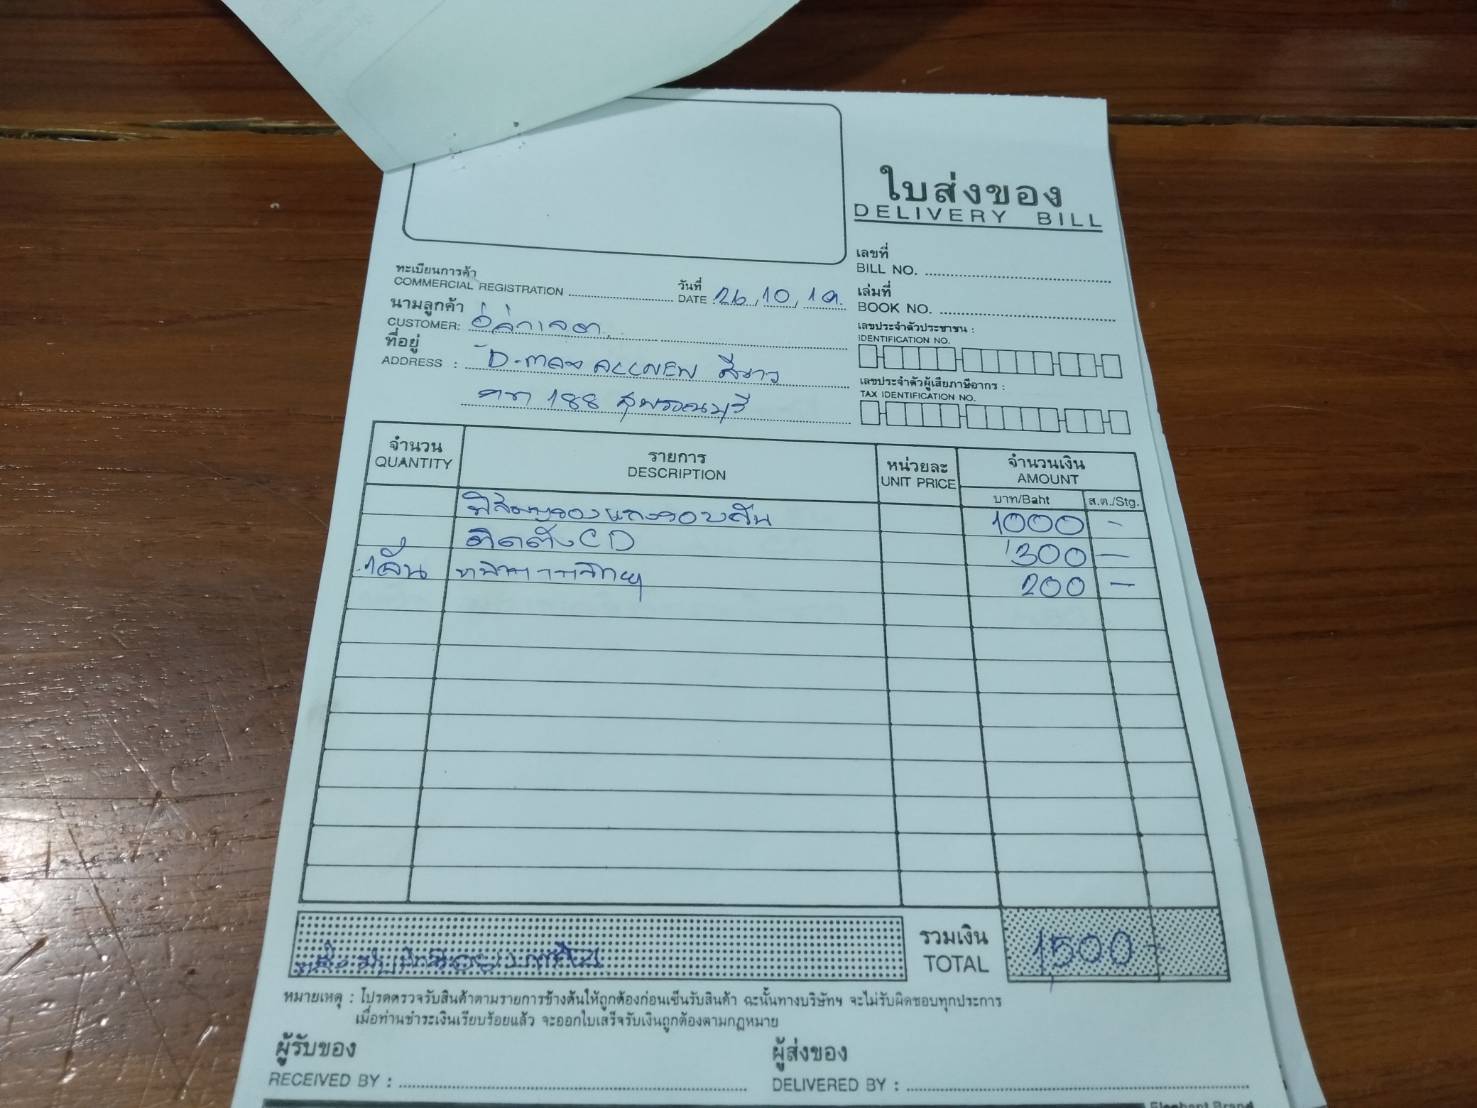 ใบส่งของ
DELIVERY BILL
เลขที่
BILL NO.
ทะเบียนการค้า
COMMERCIAL REGISTRATION
วันที่
DATE 26, 10, 19.
เล่มที่
BOOK NO.
นามลูกค้า
CUSTOMER:
เลขประจำตัวประชาชน :
IDENTIFICATION NO.
ที่อยู่
ADDRESS : D-max ALLNEW สีขาว
188 สุพรรณบุรี
เลขประจำตัวผู้เสียภาษีอากร :
TAX IDENTIFICATION NO.
จำนวน รายการ หน่วยละ จำนวนเงิน
QUANTITY DESCRIPTION UNIT PRICE AMOUNT
บาท/Baht ส.ต./Stg.
1000 -
ติดตั้ง CD 300 -
200 -
รวมเงิน
TOTAL 1,500 -
หมายเหตุ : โปรดตรวจรับสินค้าตามรายการข้างต้นให้ถูกต้องก่อนเซ็นรับสินค้า ฉะนั้นทางบริษัทฯ จะไม่รับผิดชอบทุกประการ
เมื่อท่านชำระเงินเรียบร้อยแล้ว จะออกใบเสร็จรับเงินถูกต้องตามกฎหมาย
ผู้รับของ ผู้ส่งของ
RECEIVED BY : DELIVERED BY :
Elephant Brand